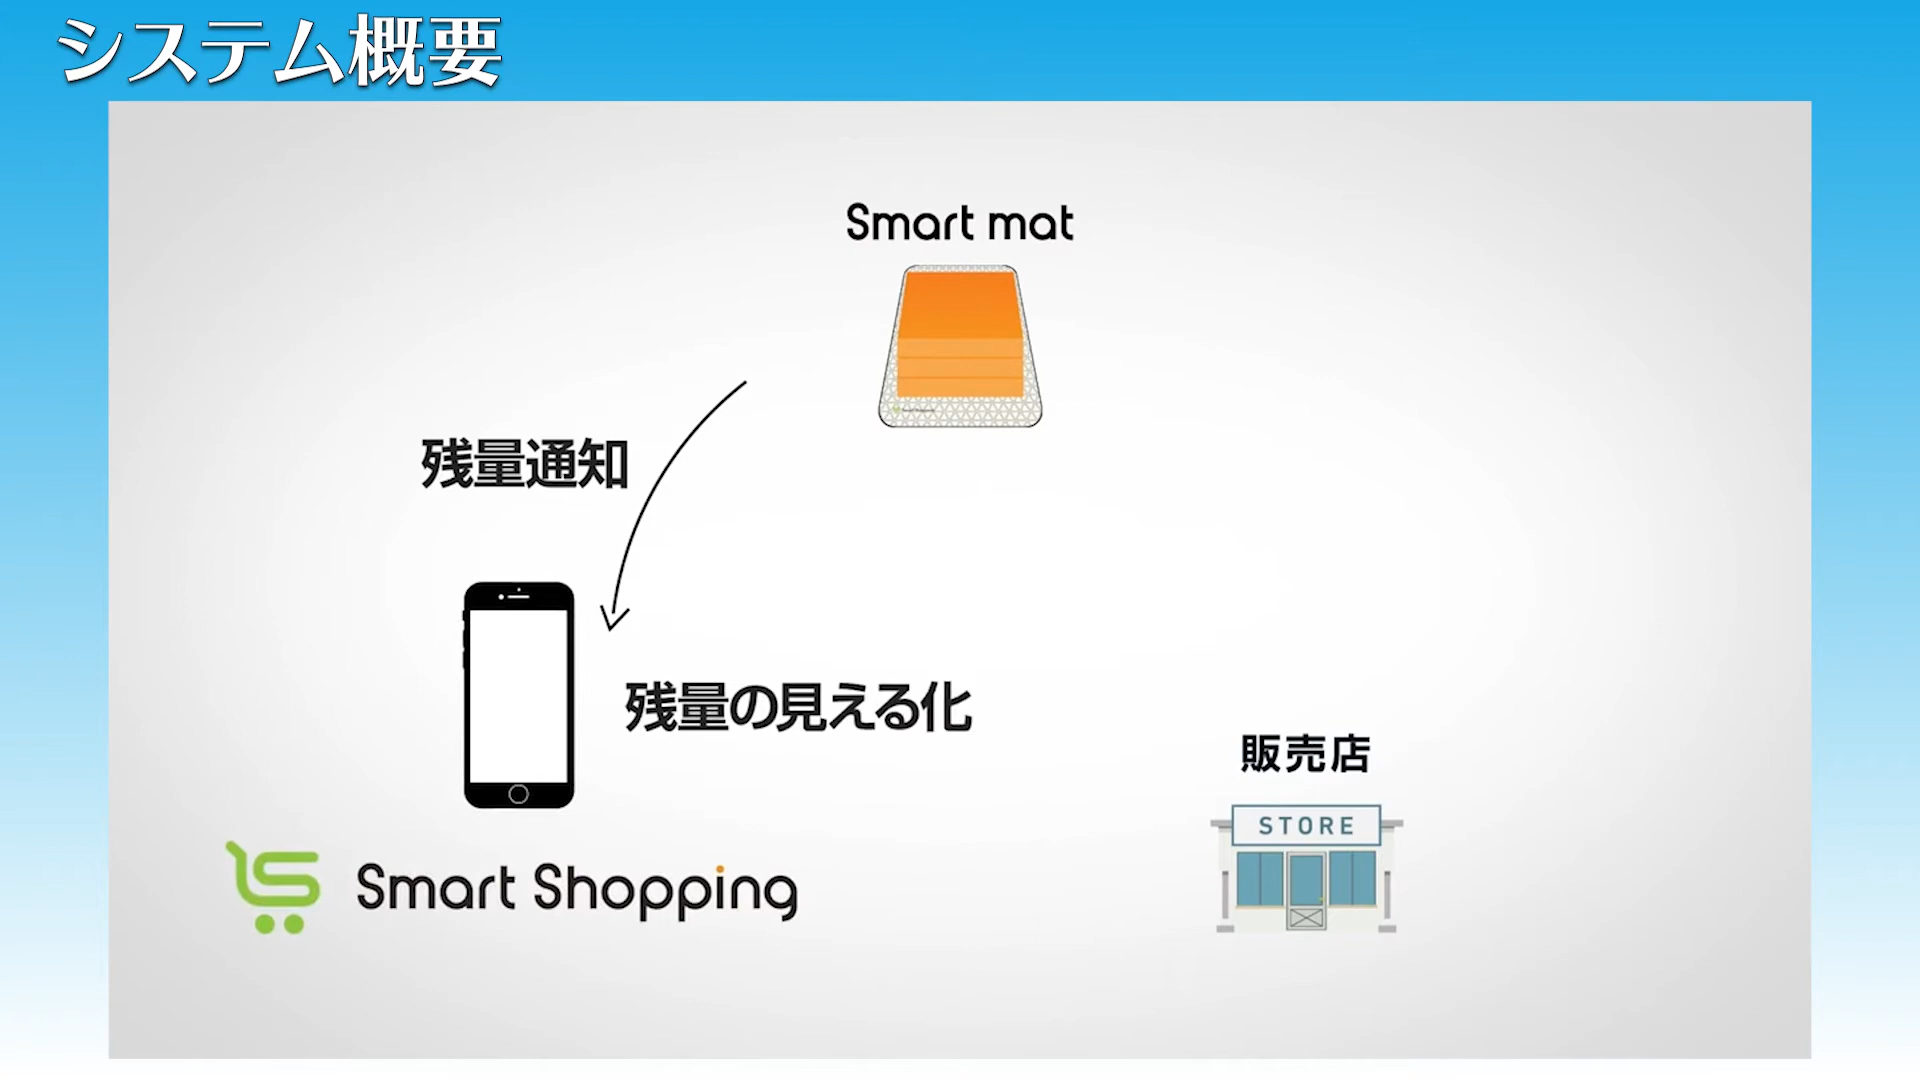 システム概要
Smart mat
残量通知
残量の見える化
販売店
STORE
Smart Shopping